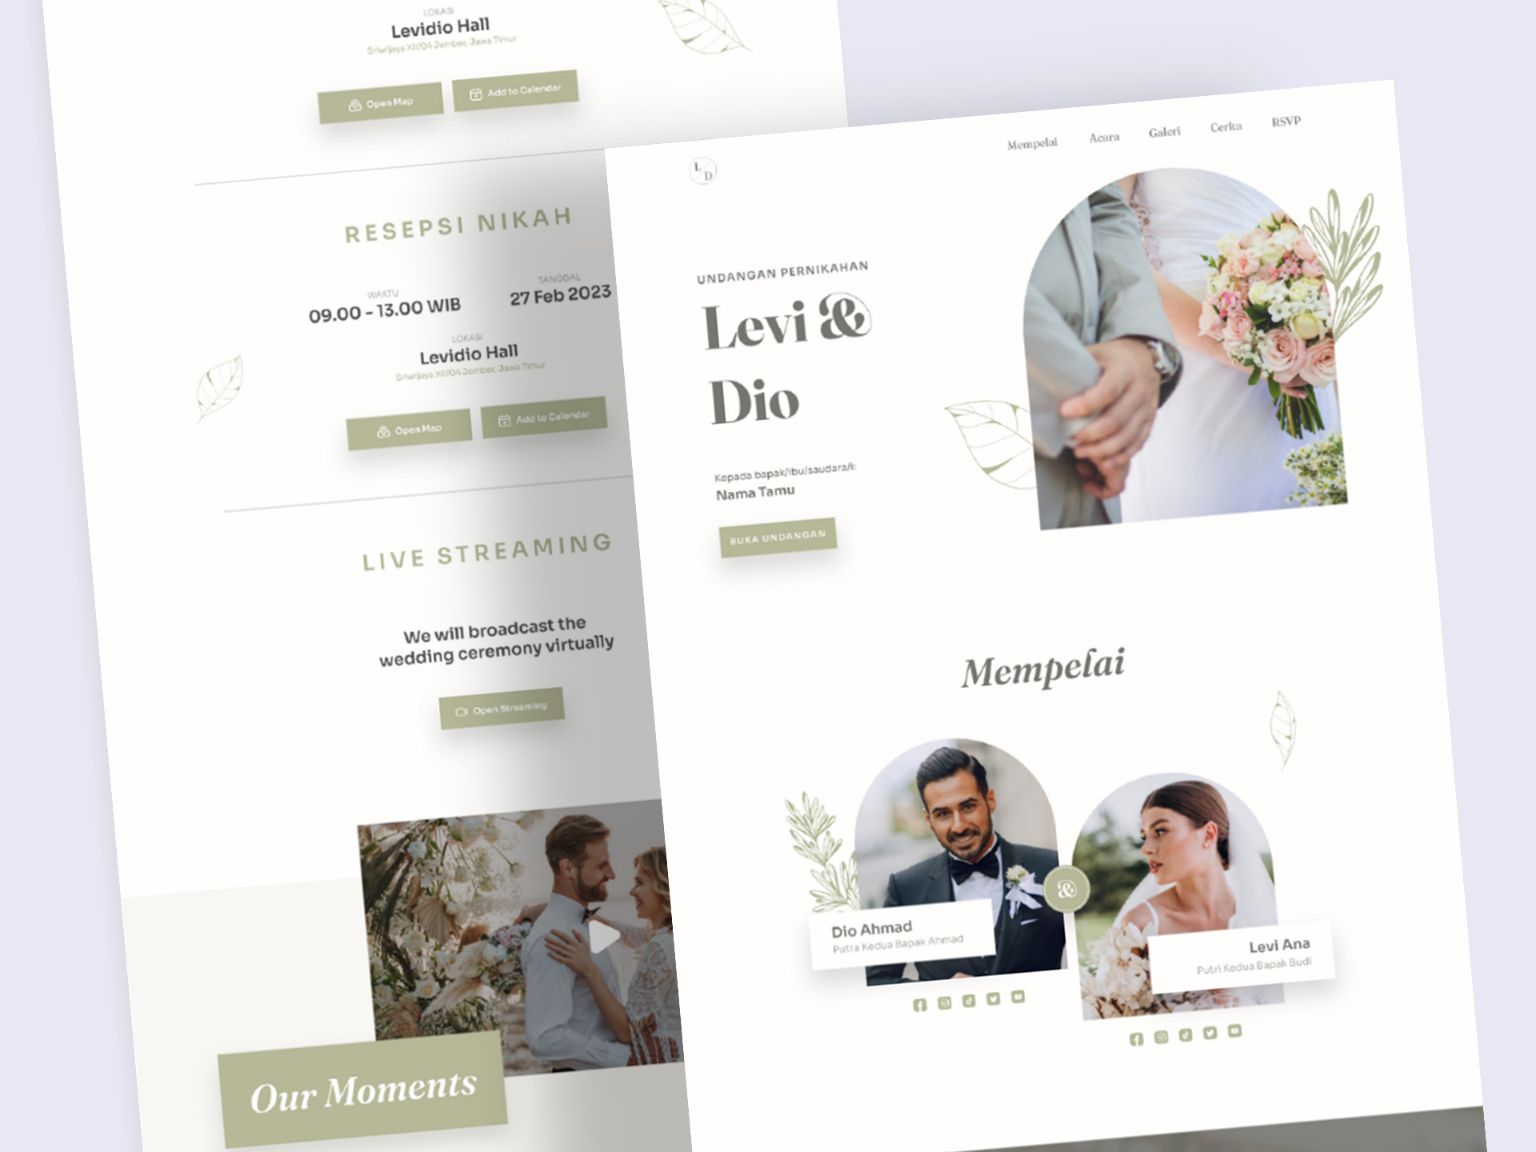 LOKASI
Levidio Hall
Sriwijaya XII/04 Jember, Jawa Timur
Open Map
Add to Calendar
RESEPSI NIKAH
WAKTU
09.00 - 13.00 WIB
TANGGAL
27 Feb 2023
LOKASI
Levidio Hall
Sriwijaya XII/04 Jember, Jawa Timur
Open Map
Add to Calendar
LIVE STREAMING
We will broadcast the
wedding ceremony virtually
Open Streaming
Our Moments
L
D
Mempelai
Acara
Galeri
Cerita
RSVP
UNDANGAN PERNIKAHAN
Levi &
Dio
Kepada bapak/ibu/saudara/i:
Nama Tamu
BUKA UNDANGAN
Mempelai
Dio Ahmad
Putra Kedua Bapak Ahmad
&
Levi Ana
Putri Kedua Bapak Budi